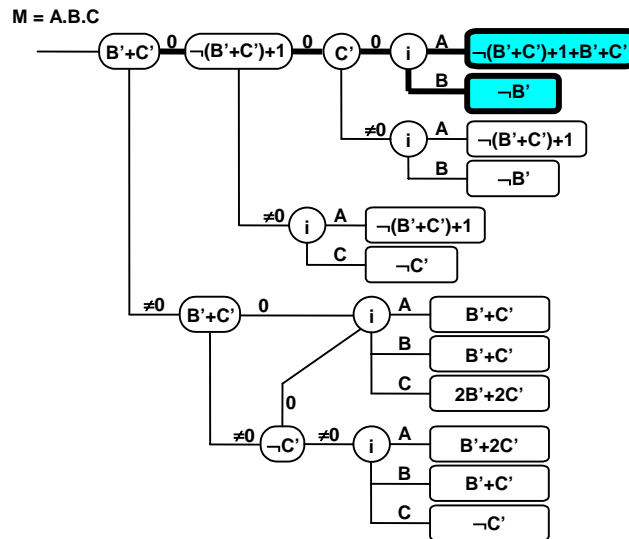 M = A.B.C
B'+C' 0 ¬(B'+C')+1 0 C' 0 i A ¬(B'+C')+1+B'+C'
B ¬B'
≠0 i A ¬(B'+C')+1
B ¬B'
≠0 i A ¬(B'+C')+1
C ¬C'
≠0 B'+C' 0 i A B'+C'
B B'+C'
C 2B'+2C'
0
≠0 ¬C' ≠0 i A B'+2C'
B B'+C'
C ¬C'